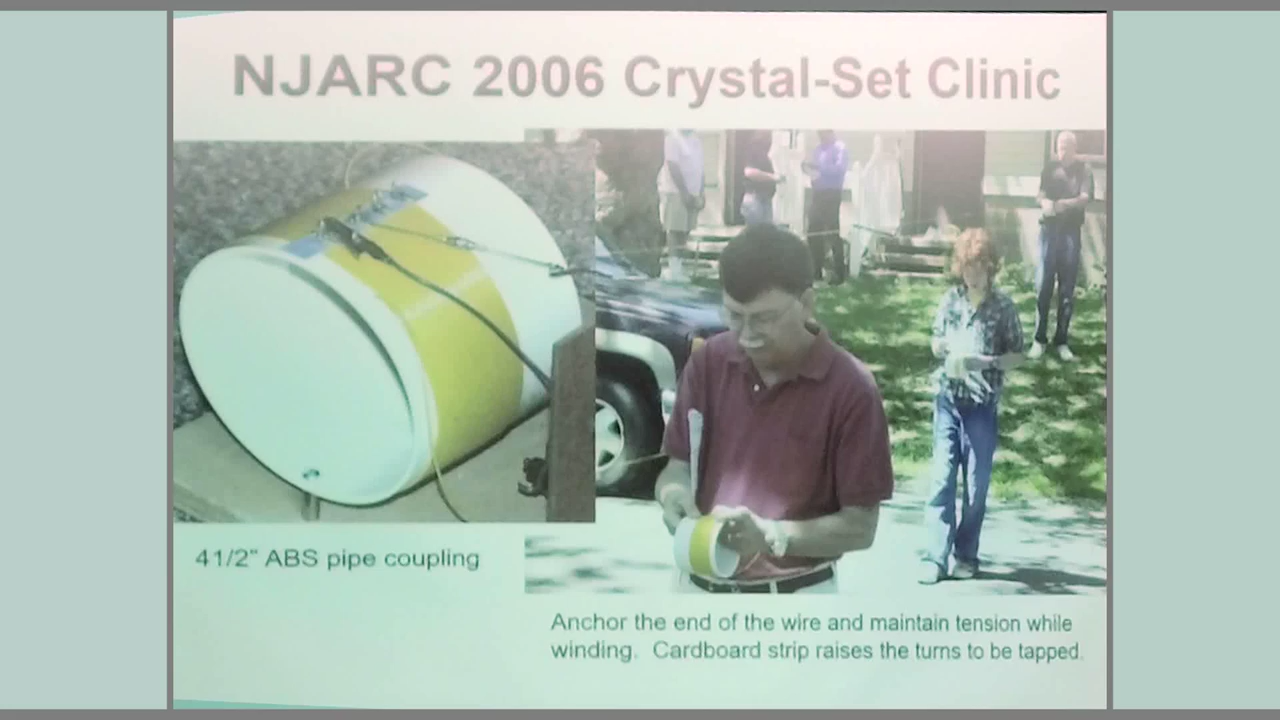 NJARC 2006 Crystal-Set Clinic
41/2" ABS pipe coupling
Anchor the end of the wire and maintain tension while
winding.  Cardboard strip raises the turns to be tapped.